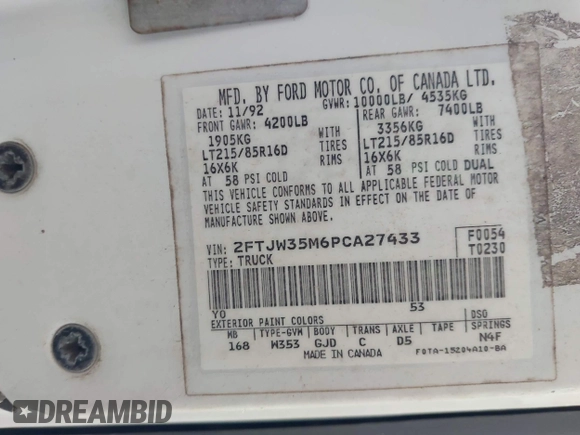 MFD. BY FORD MOTOR CO. OF CANADA LTD.
DATE: 11/92 GVWR: 10000LB/ 4535KG
FRONT GAWR: 4200LB REAR GAWR: 7400LB
1905KG WITH 3356KG WITH
LT215/85R16D TIRES LT215/85R16D TIRES
16X6K RIMS 16X6K RIMS
AT 58 PSI COLD AT 58 PSI COLD DUAL
THIS VEHICLE CONFORMS TO ALL APPLICABLE FEDERAL MOTOR
VEHICLE SAFETY STANDARDS IN EFFECT ON THE DATE OF
MANUFACTURE SHOWN ABOVE.
VIN: 2FTJW35M6PCA27433 F0054
TYPE: TRUCK T0230
YO 53
EXTERIOR PAINT COLORS DSO
WB TYPE-GVW BODY TRANS AXLE TAPE SPRINGS
168 W353 GJD C D5 N4F
MADE IN CANADA F0TA-15204A10-BA
DREAMBID